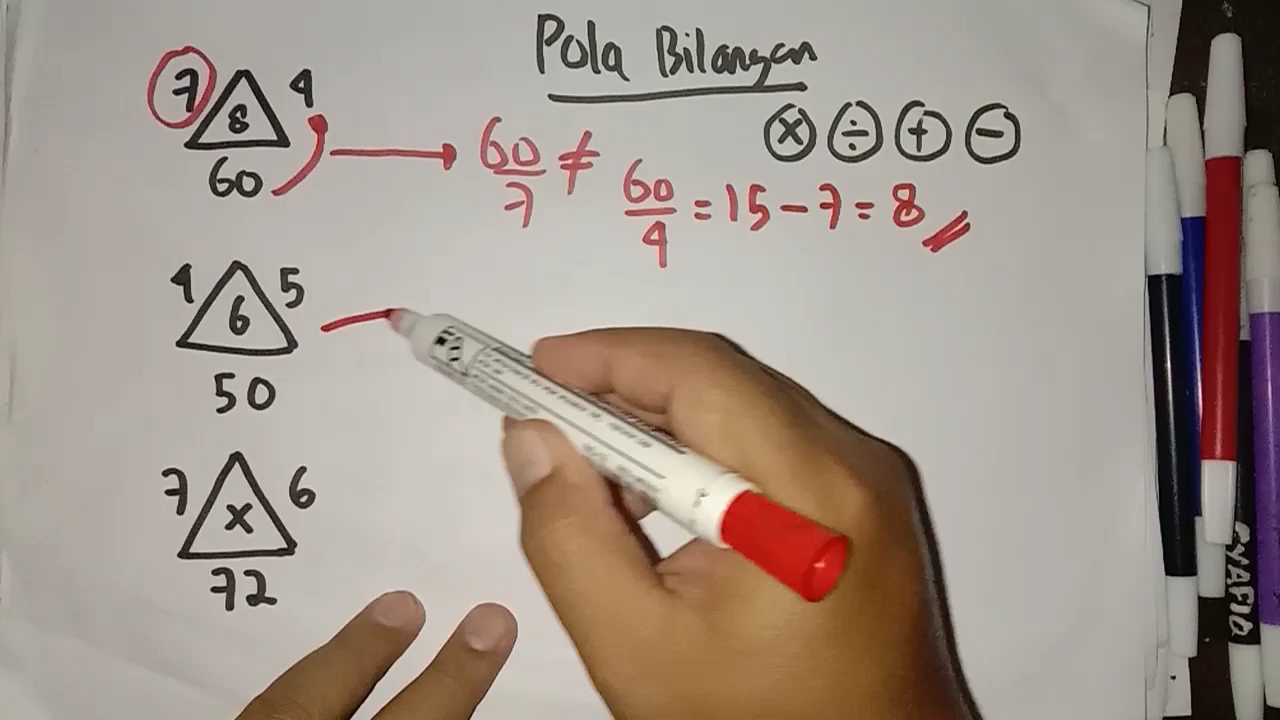 Pola Bilangan
× ÷ + −
7 8 4
60
60/7 ≠ 60/4 = 15 - 7 = 8
4 6 5
50
7 x 6
72
SYAFIQ